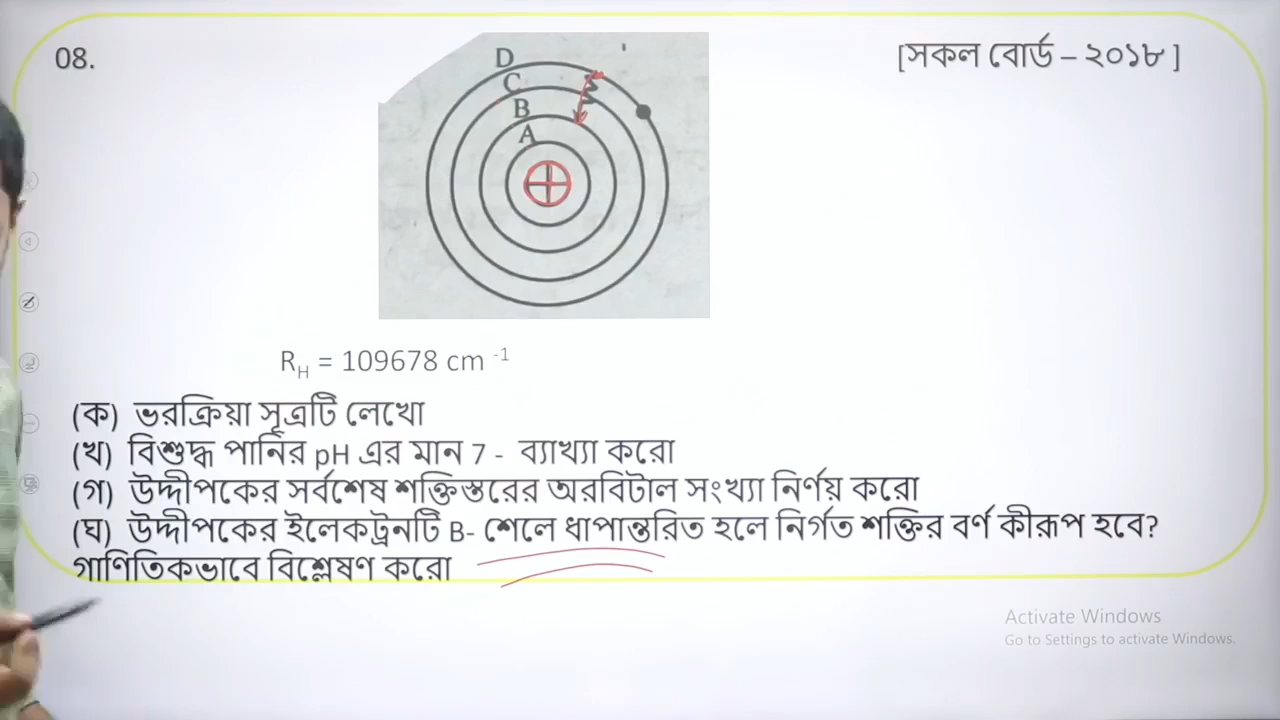 08.
[সকল বোর্ড – ২০১৮ ]
D
C
B
A
R_H = 109678 cm ⁻¹
(ক) ভরক্রিয়া সূত্রটি লেখো
(খ) বিশুদ্ধ পানির pH এর মান 7 - ব্যাখ্যা করো
(গ) উদ্দীপকের সর্বশেষ শক্তিস্তরের অরবিটাল সংখ্যা নির্ণয় করো
(ঘ) উদ্দীপকের ইলেকট্রনটি B- শেলে ধাপান্তরিত হলে নির্গত শক্তির বর্ণ কীরূপ হবে?
গাণিতিকভাবে বিশ্লেষণ করো
Activate Windows
Go to Settings to activate Windows.